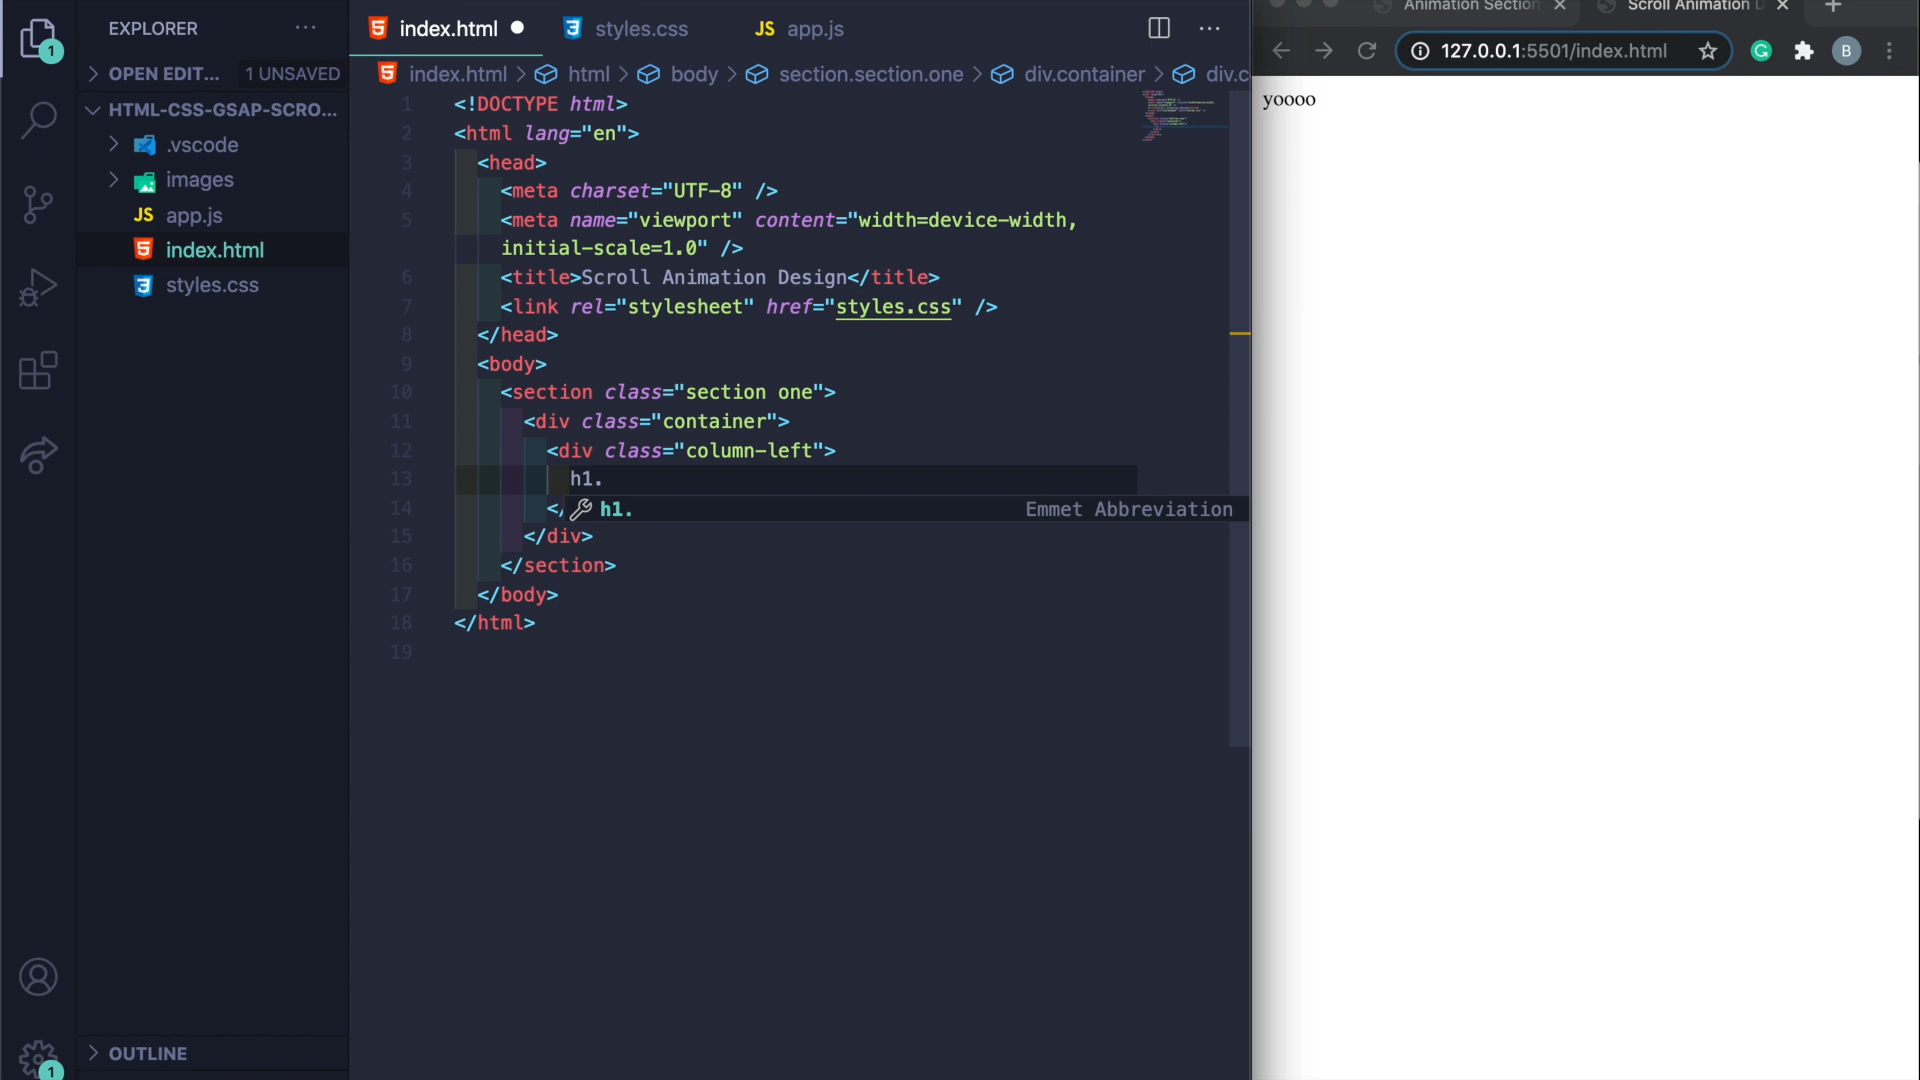 EXPLORER
OPEN EDIT... 1 UNSAVED
HTML-CSS-GSAP-SCRO...
.vscode
images
JS app.js
index.html
styles.css
OUTLINE
1
1
index.html
styles.css
JS app.js
index.html > html > body > section.section.one > div.container > div.c
1 <!DOCTYPE html>
2 <html lang="en">
3 <head>
4 <meta charset="UTF-8" />
5 <meta name="viewport" content="width=device-width,
initial-scale=1.0" />
6 <title>Scroll Animation Design</title>
7 <link rel="stylesheet" href="styles.css" />
8 </head>
9 <body>
10 <section class="section one">
11 <div class="container">
12 <div class="column-left">
13 h1.
14 </
h1. Emmet Abbreviation
15 </div>
16 </section>
17 </body>
18 </html>
19
Animation Section
Scroll Animation D
127.0.0.1:5501/index.html
G
B
yoooo